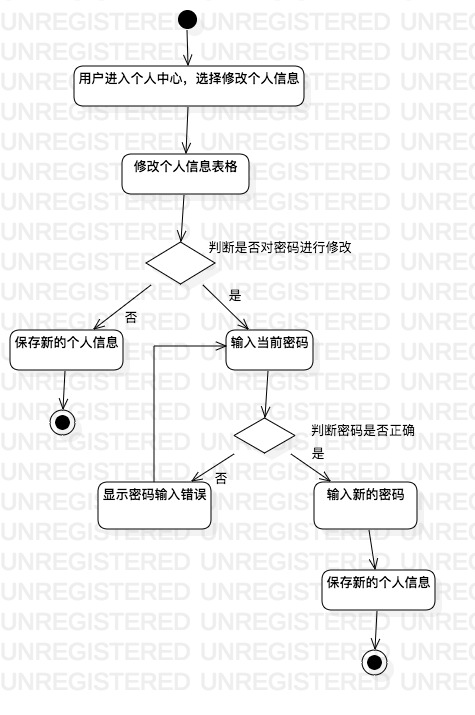 用户进入个人中心，选择修改个人信息
修改个人信息表格
判断是否对密码进行修改
否
是
保存新的个人信息
输入当前密码
判断密码是否正确
否
是
显示密码输入错误
输入新的密码
保存新的个人信息
UNREGISTERED